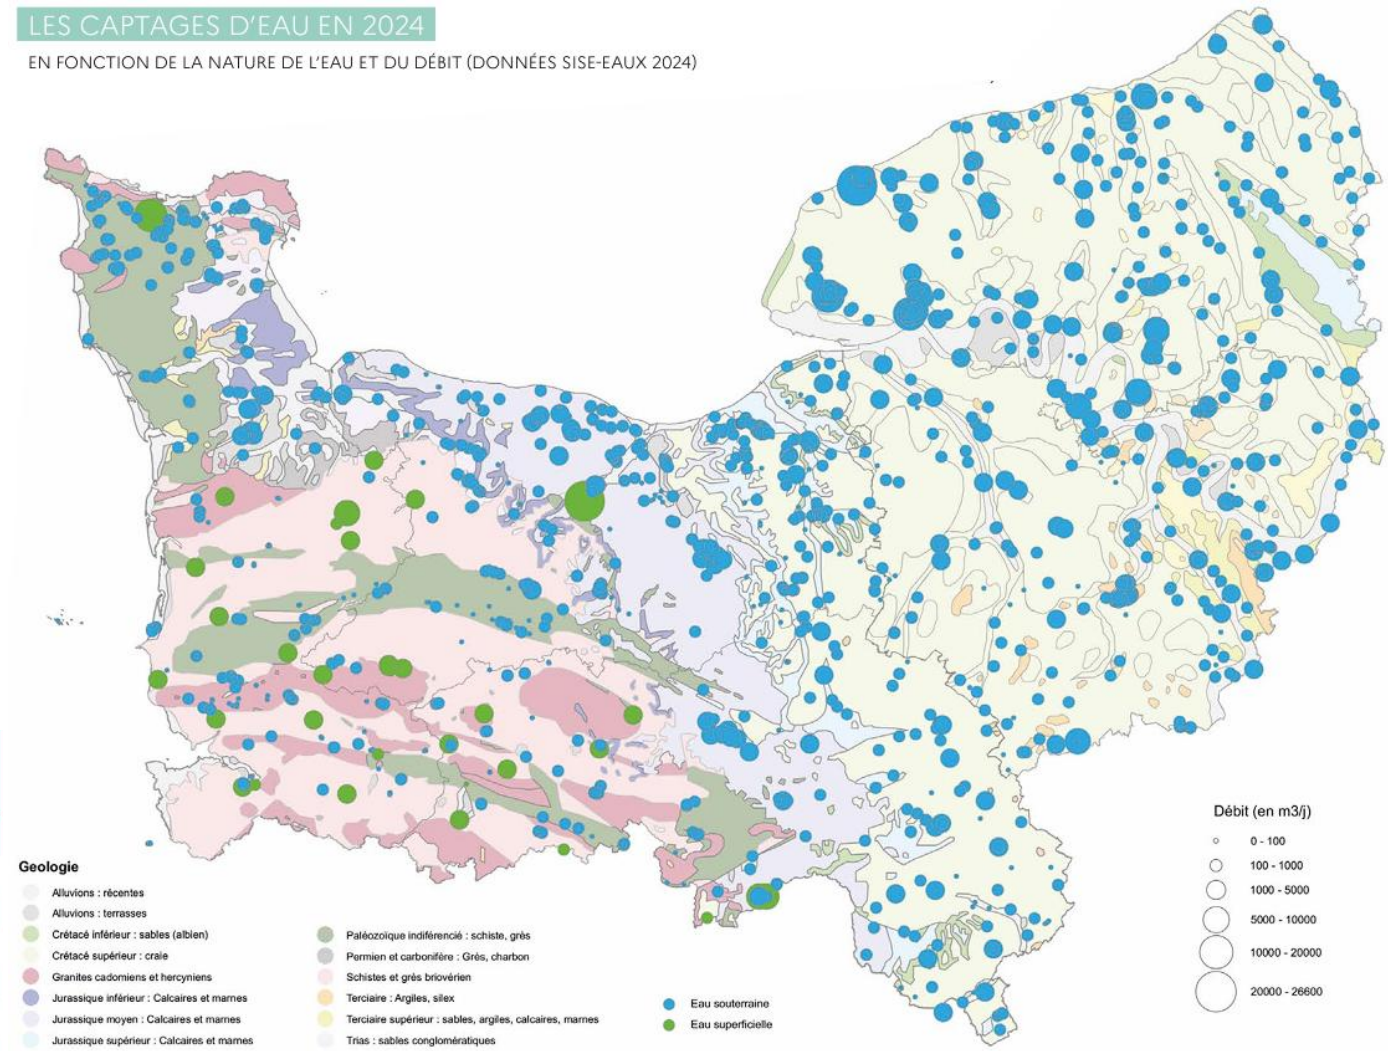 LES CAPTAGES D'EAU EN 2024
EN FONCTION DE LA NATURE DE L'EAU ET DU DÉBIT (DONNÉES SISE-EAUX 2024)
Geologie
Alluvions : récentes
Alluvions : terrasses
Crétacé inférieur : sables (albien)
Crétacé supérieur : craie
Granites cadomiens et hercyniens
Jurassique inférieur : Calcaires et marnes
Jurassique moyen : Calcaires et marnes
Jurassique supérieur : Calcaires et marnes
Paléozoïque indiférencié : schiste, grès
Permien et carbonifère : Grès, charbon
Schistes et grès briovérien
Terciaire : Argiles, silex
Terciaire supérieur : sables, argiles, calcaires, marnes
Trias : sables conglomératiques
Eau souterraine
Eau superficielle
Débit (en m3/j)
0 - 100
100 - 1000
1000 - 5000
5000 - 10000
10000 - 20000
20000 - 26600